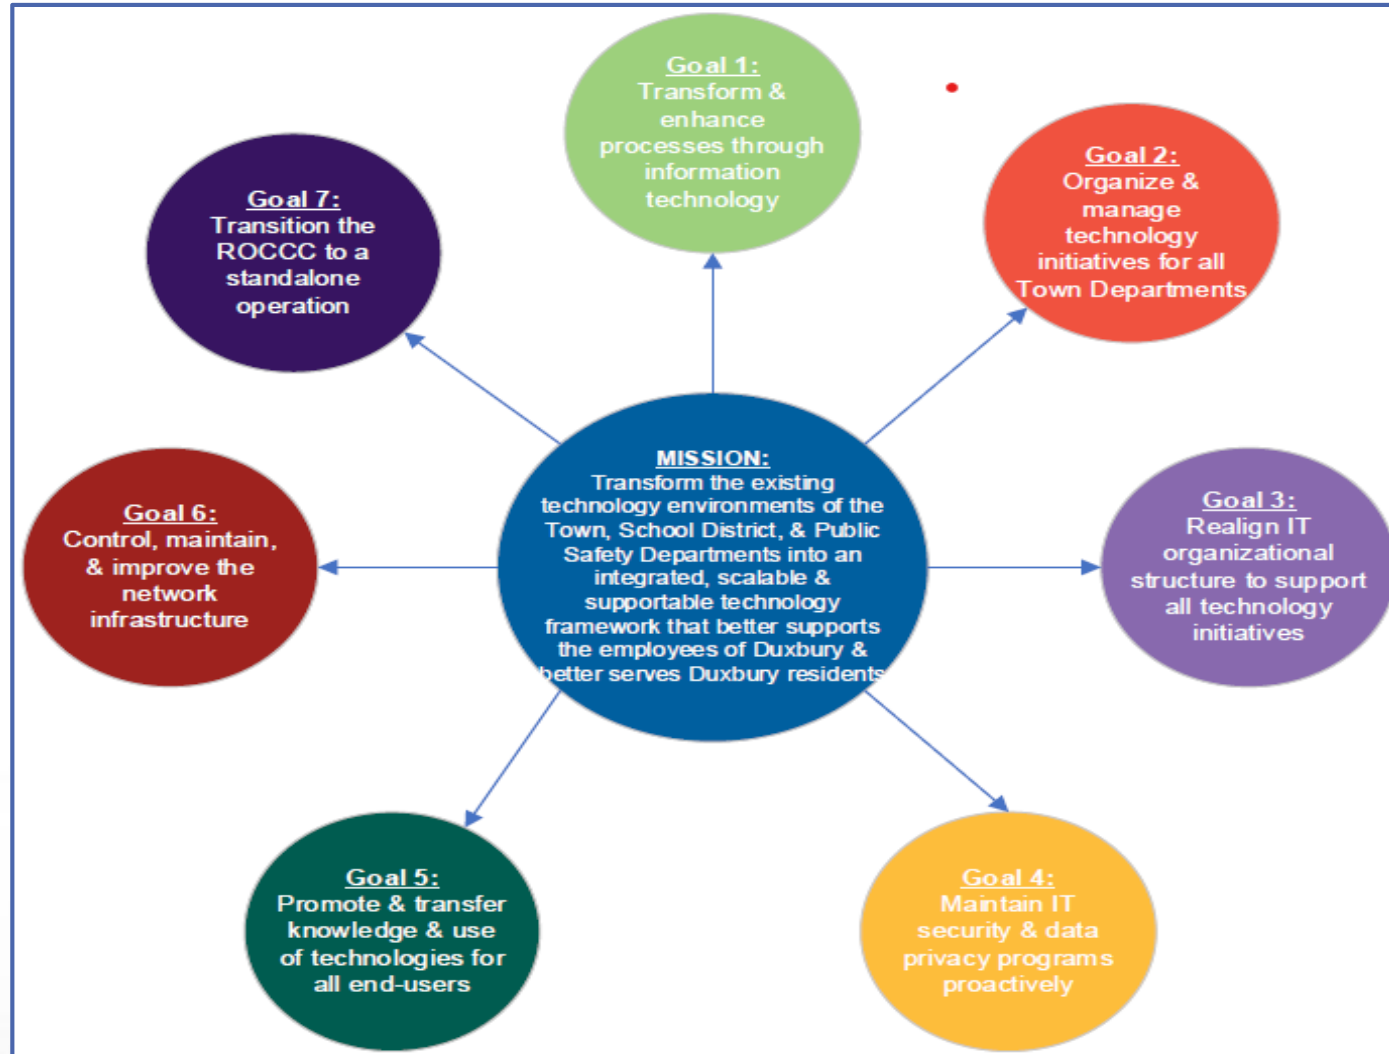 Goal 1:
Transform &
enhance
processes through
information
technology
Goal 2:
Organize &
manage
technology
initiatives for all
Town Departments
Goal 7:
Transition the
ROCCC to a
standalone
operation
MISSION:
Transform the existing
technology environments of the
Town, School District, & Public
Safety Departments into an
integrated, scalable &
supportable technology
framework that better supports
the employees of Duxbury &
better serves Duxbury residents
Goal 3:
Realign IT
organizational
structure to support
all technology
initiatives
Goal 6:
Control, maintain,
& improve the
network
infrastructure
Goal 5:
Promote & transfer
knowledge & use
of technologies for
all end-users
Goal 4:
Maintain IT
security & data
privacy programs
proactively